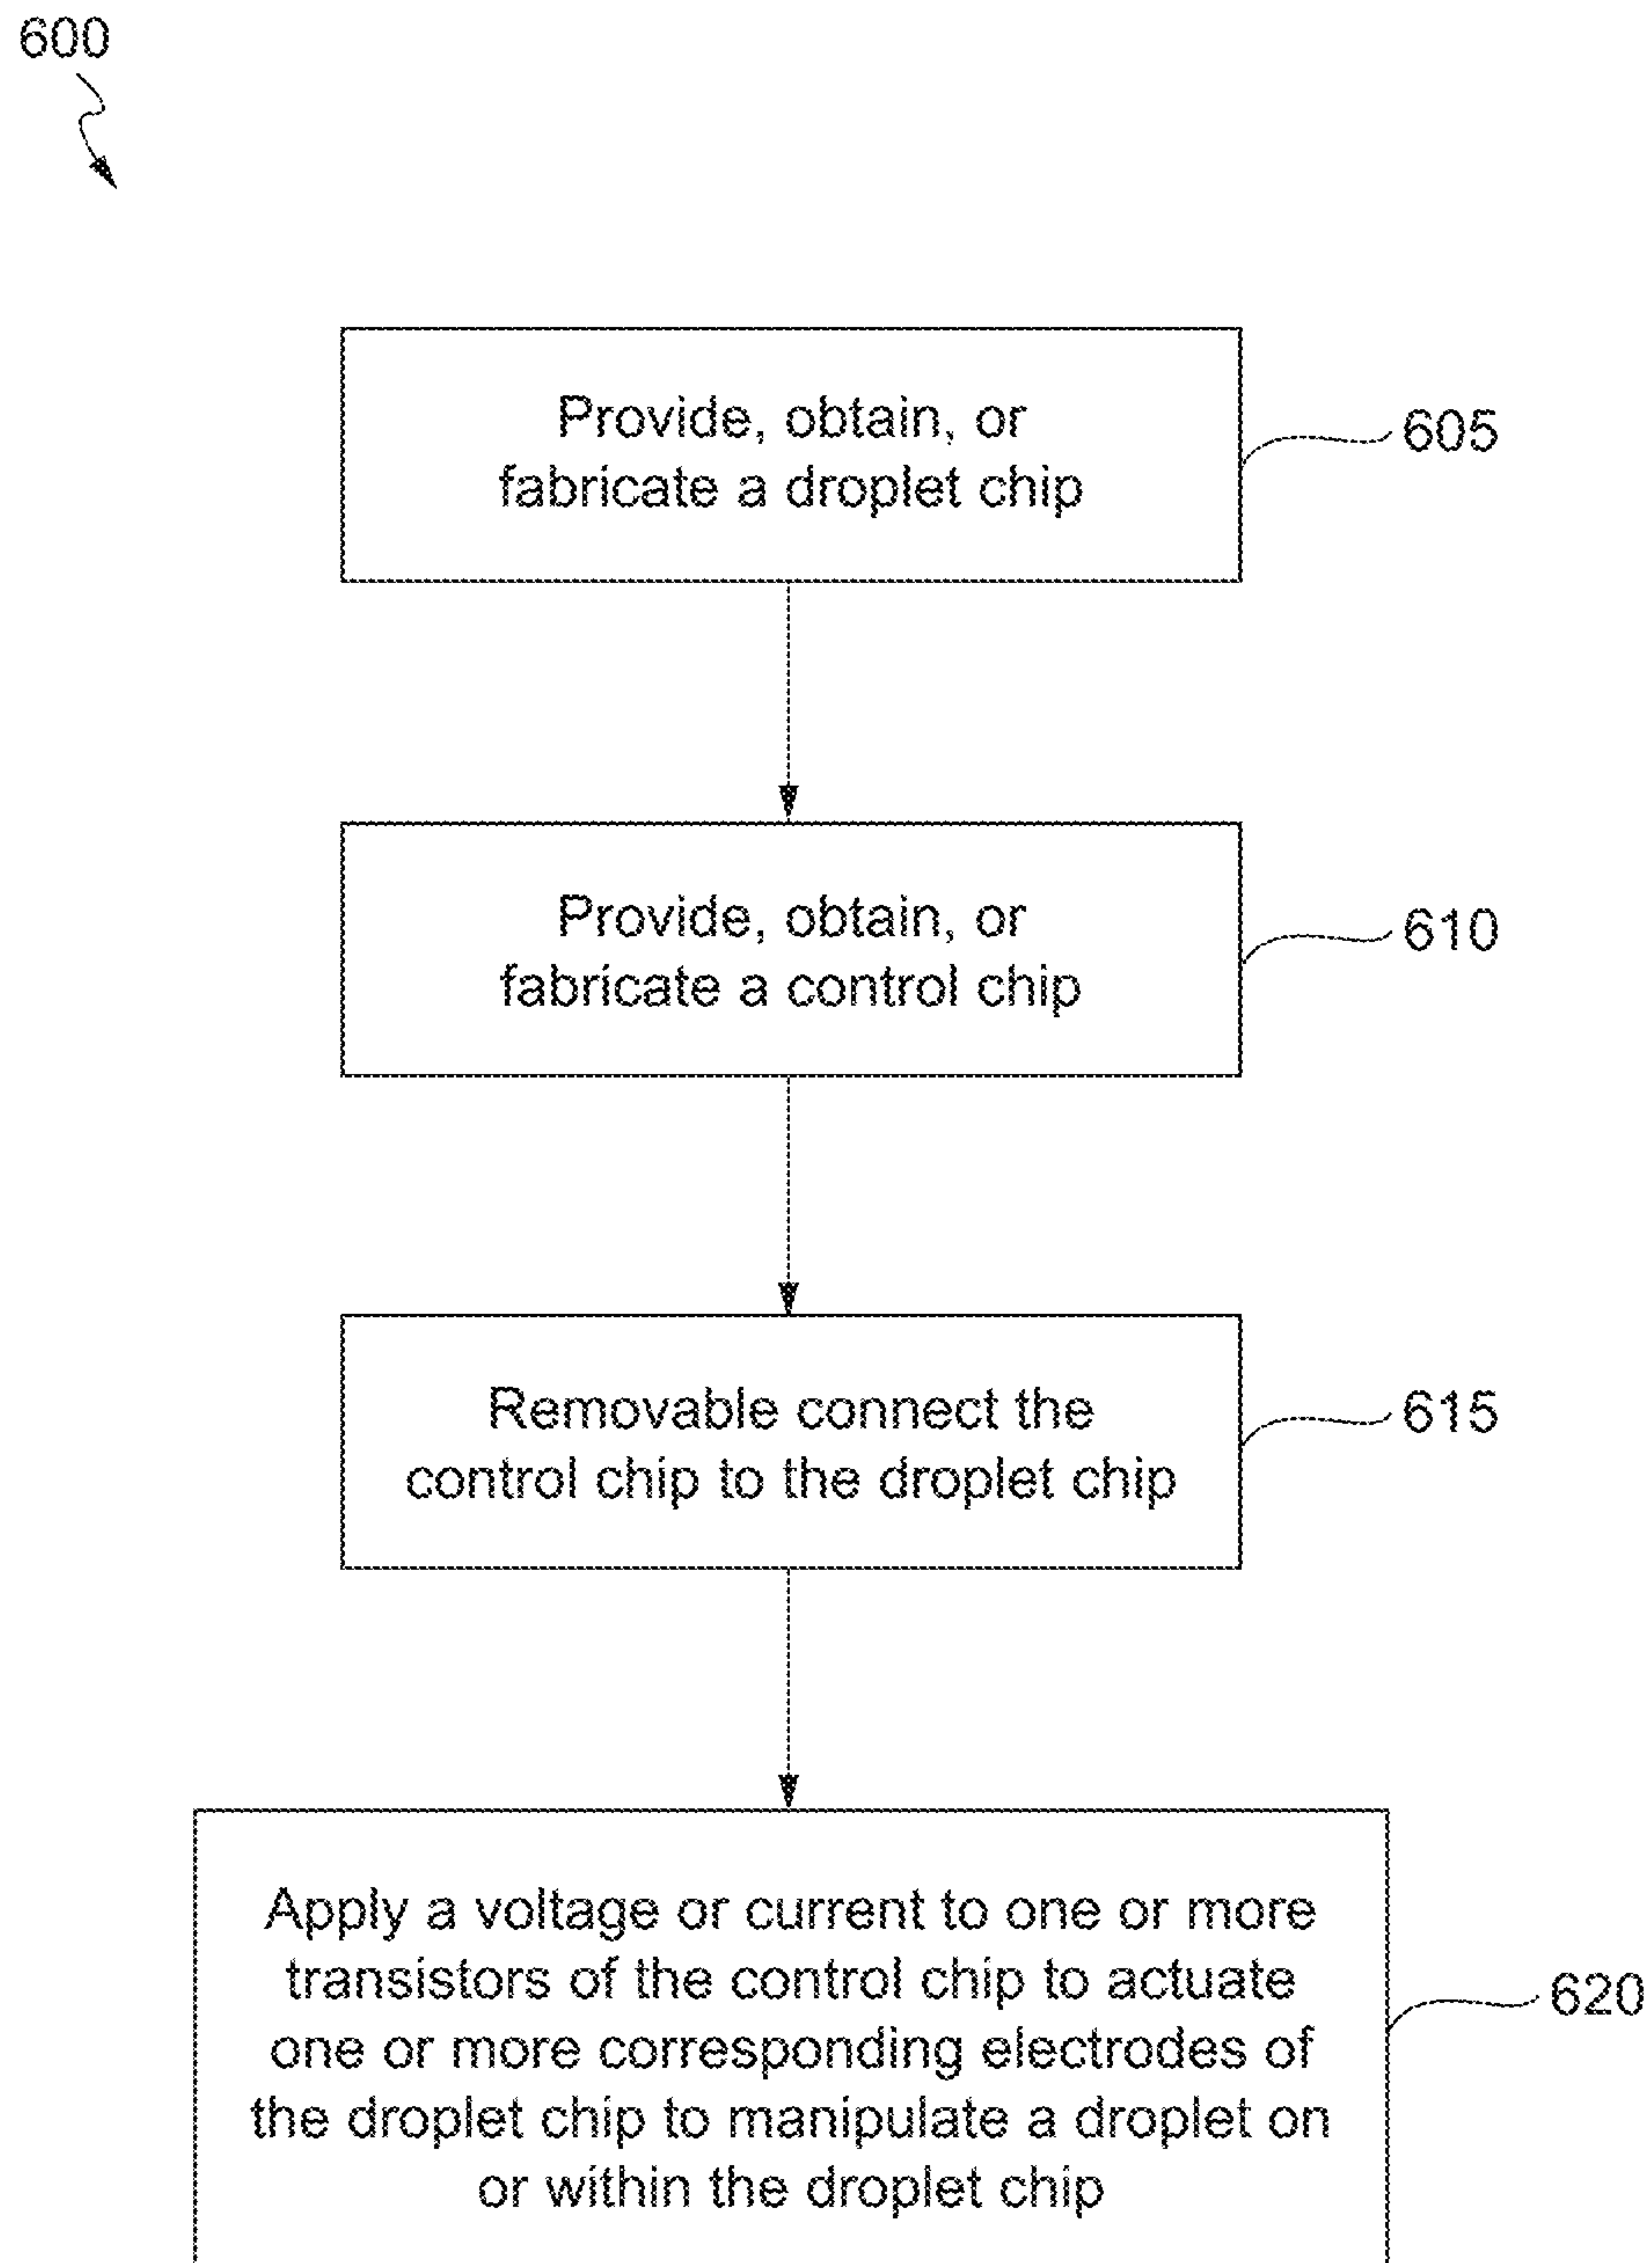 600
Provide, obtain, or
fabricate a droplet chip
605
Provide, obtain, or
fabricate a control chip
610
Removable connect the
control chip to the droplet chip
615
Apply a voltage or current to one or more
transistors of the control chip to actuate
one or more corresponding electrodes of
the droplet chip to manipulate a droplet on
or within the droplet chip
620